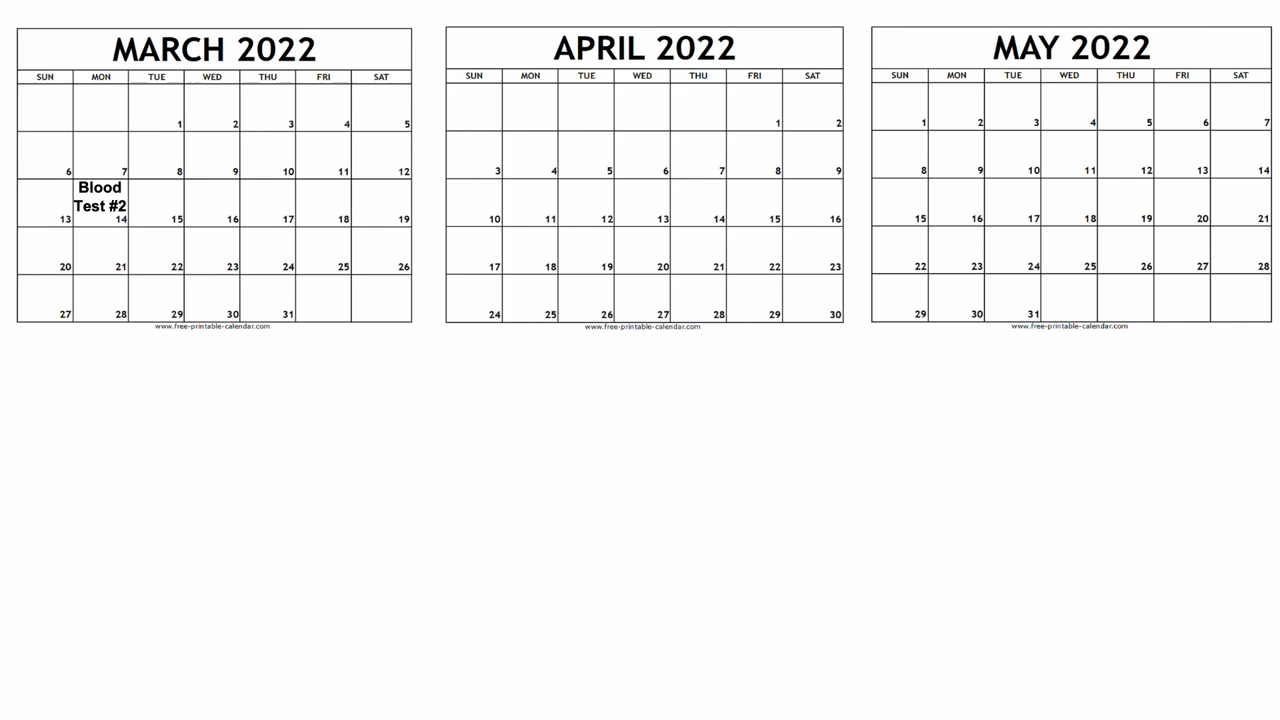 MARCH 2022
SUN MON TUE WED THU FRI SAT
1 2 3 4 5
6 7 8 9 10 11 12
Blood
Test #2
13 14 15 16 17 18 19
20 21 22 23 24 25 26
27 28 29 30 31
www.free-printable-calendar.com
APRIL 2022
SUN MON TUE WED THU FRI SAT
1 2
3 4 5 6 7 8 9
10 11 12 13 14 15 16
17 18 19 20 21 22 23
24 25 26 27 28 29 30
www.free-printable-calendar.com
MAY 2022
SUN MON TUE WED THU FRI SAT
1 2 3 4 5 6 7
8 9 10 11 12 13 14
15 16 17 18 19 20 21
22 23 24 25 26 27 28
29 30 31
www.free-printable-calendar.com